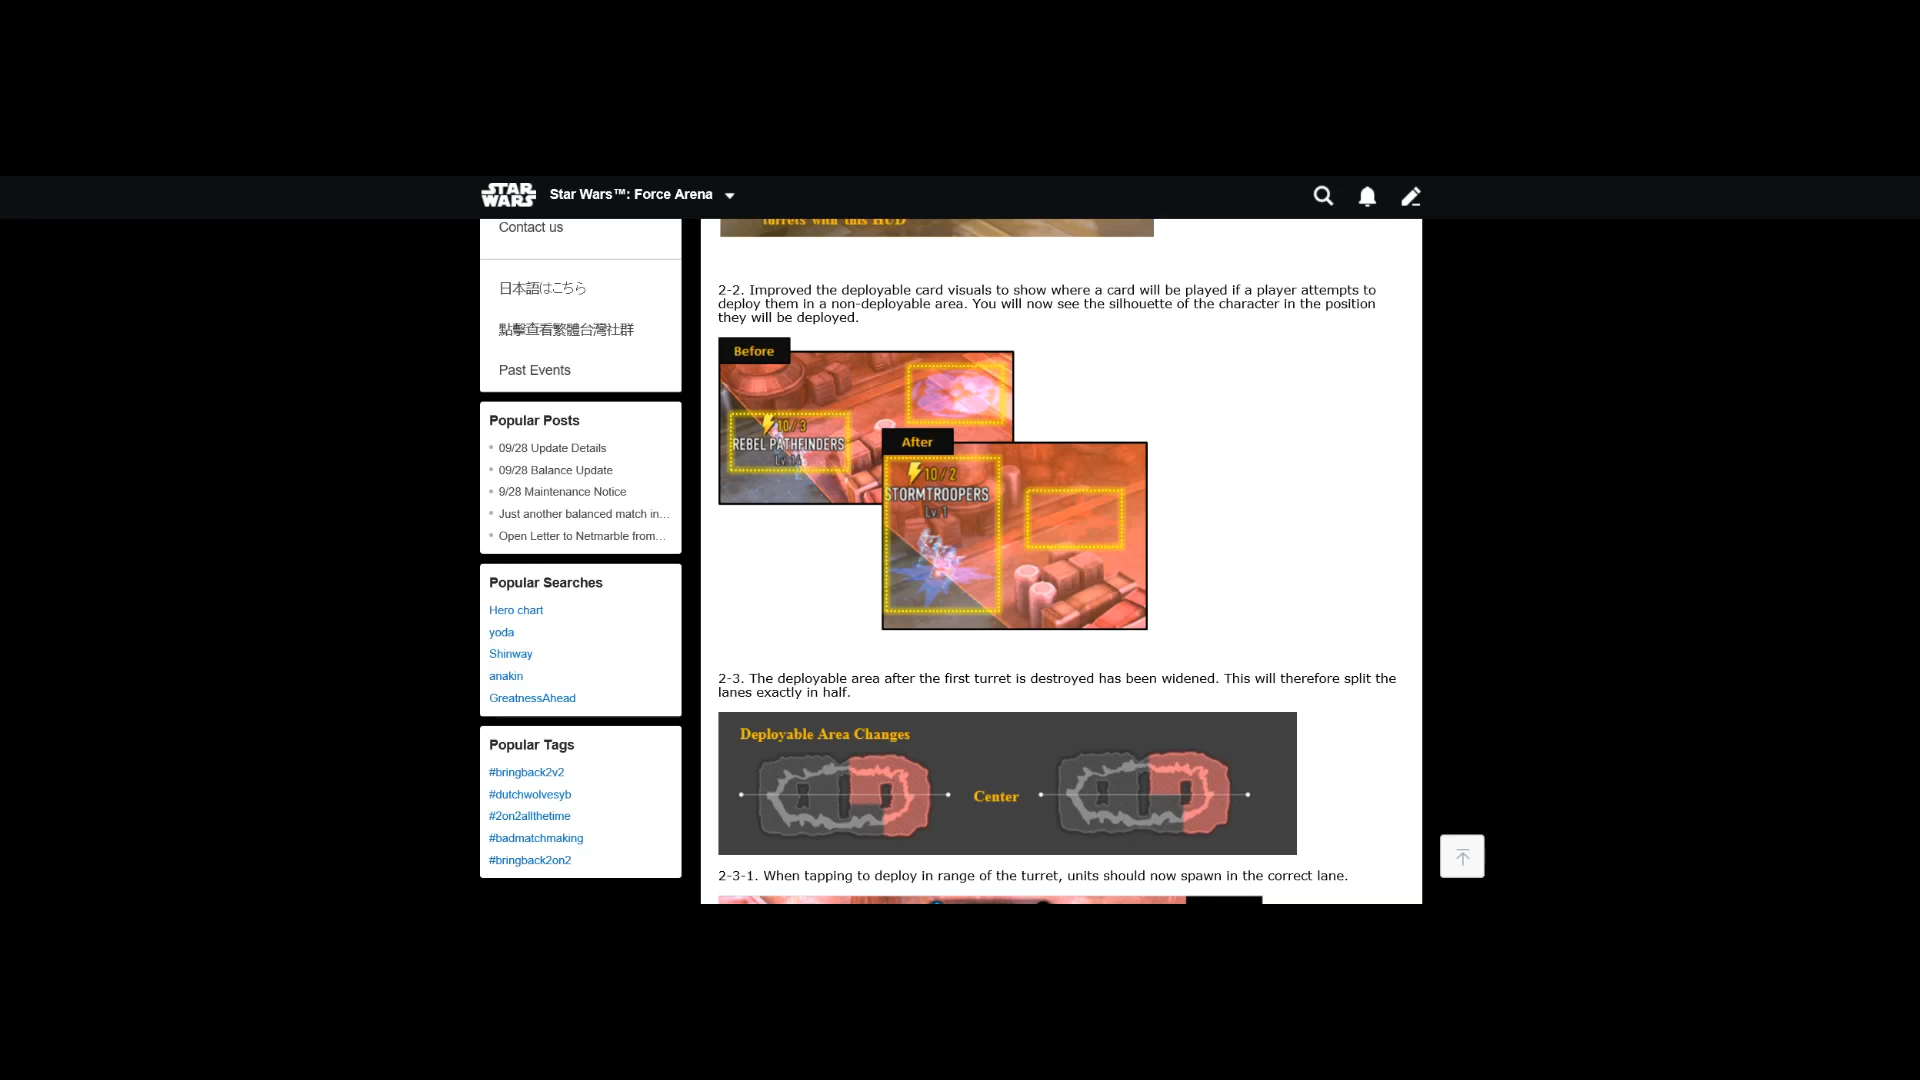 STAR WARS
Star Wars™: Force Arena
Contact us
日本語はこちら
點擊查看繁體台灣社群
Past Events
Popular Posts
09/28 Update Details
09/28 Balance Update
9/28 Maintenance Notice
Just another balanced match in...
Open Letter to Netmarble from...
Popular Searches
Hero chart
yoda
Shinway
anakin
GreatnessAhead
Popular Tags
#bringback2v2
#dutchwolvesyb
#2on2allthetime
#badmatchmaking
#bringback2on2
turrets with this HUD
2-2. Improved the deployable card visuals to show where a card will be played if a player attempts to
deploy them in a non-deployable area. You will now see the silhouette of the character in the position
they will be deployed.
Before
10/3
REBEL PATHFINDERS
Lv.14
After
10/2
STORMTROOPERS
Lv.1
2-3. The deployable area after the first turret is destroyed has been widened. This will therefore split the
lanes exactly in half.
Deployable Area Changes
Center
2-3-1. When tapping to deploy in range of the turret, units should now spawn in the correct lane.